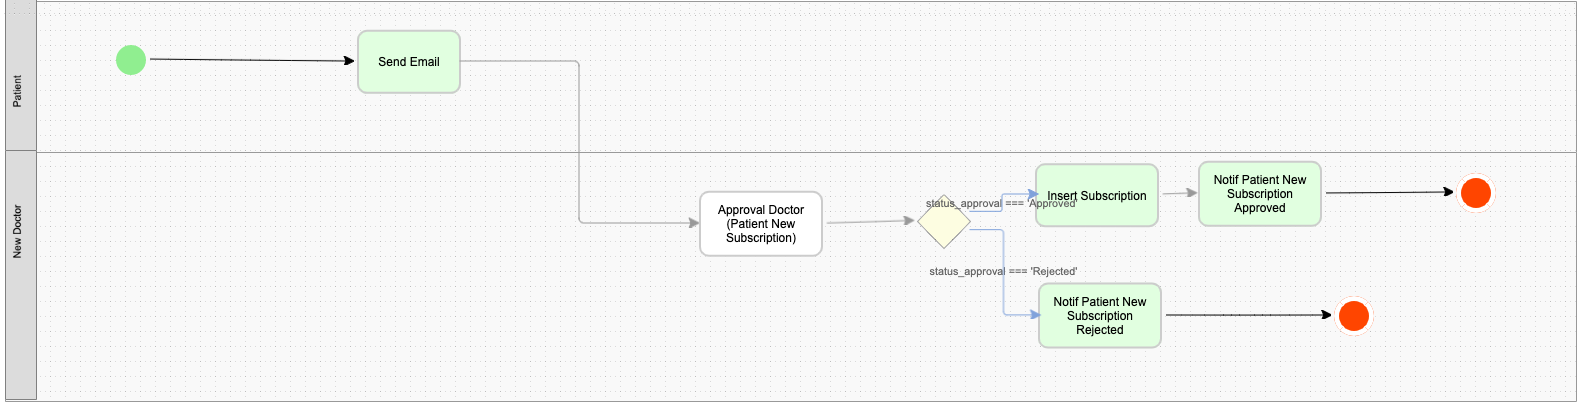 Patient
Send Email
New Doctor
Approval Doctor
(Patient New
Subscription)
status_approval === 'Approved'
Insert Subscription
Notif Patient New
Subscription
Approved
status_approval === 'Rejected'
Notif Patient New
Subscription
Rejected